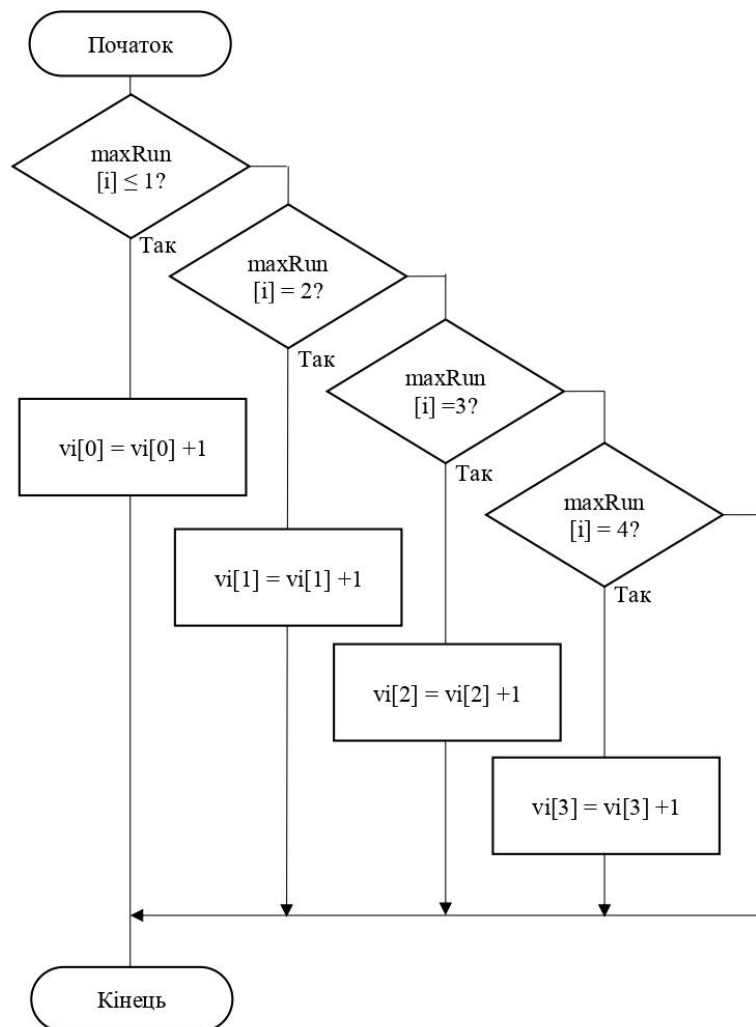 Початок
maxRun
[i] ≤ 1?
Так
maxRun
[i] = 2?
Так
maxRun
[i] =3?
Так
vi[0] = vi[0] +1
maxRun
[i] = 4?
Так
vi[1] = vi[1] +1
vi[2] = vi[2] +1
vi[3] = vi[3] +1
Кінець